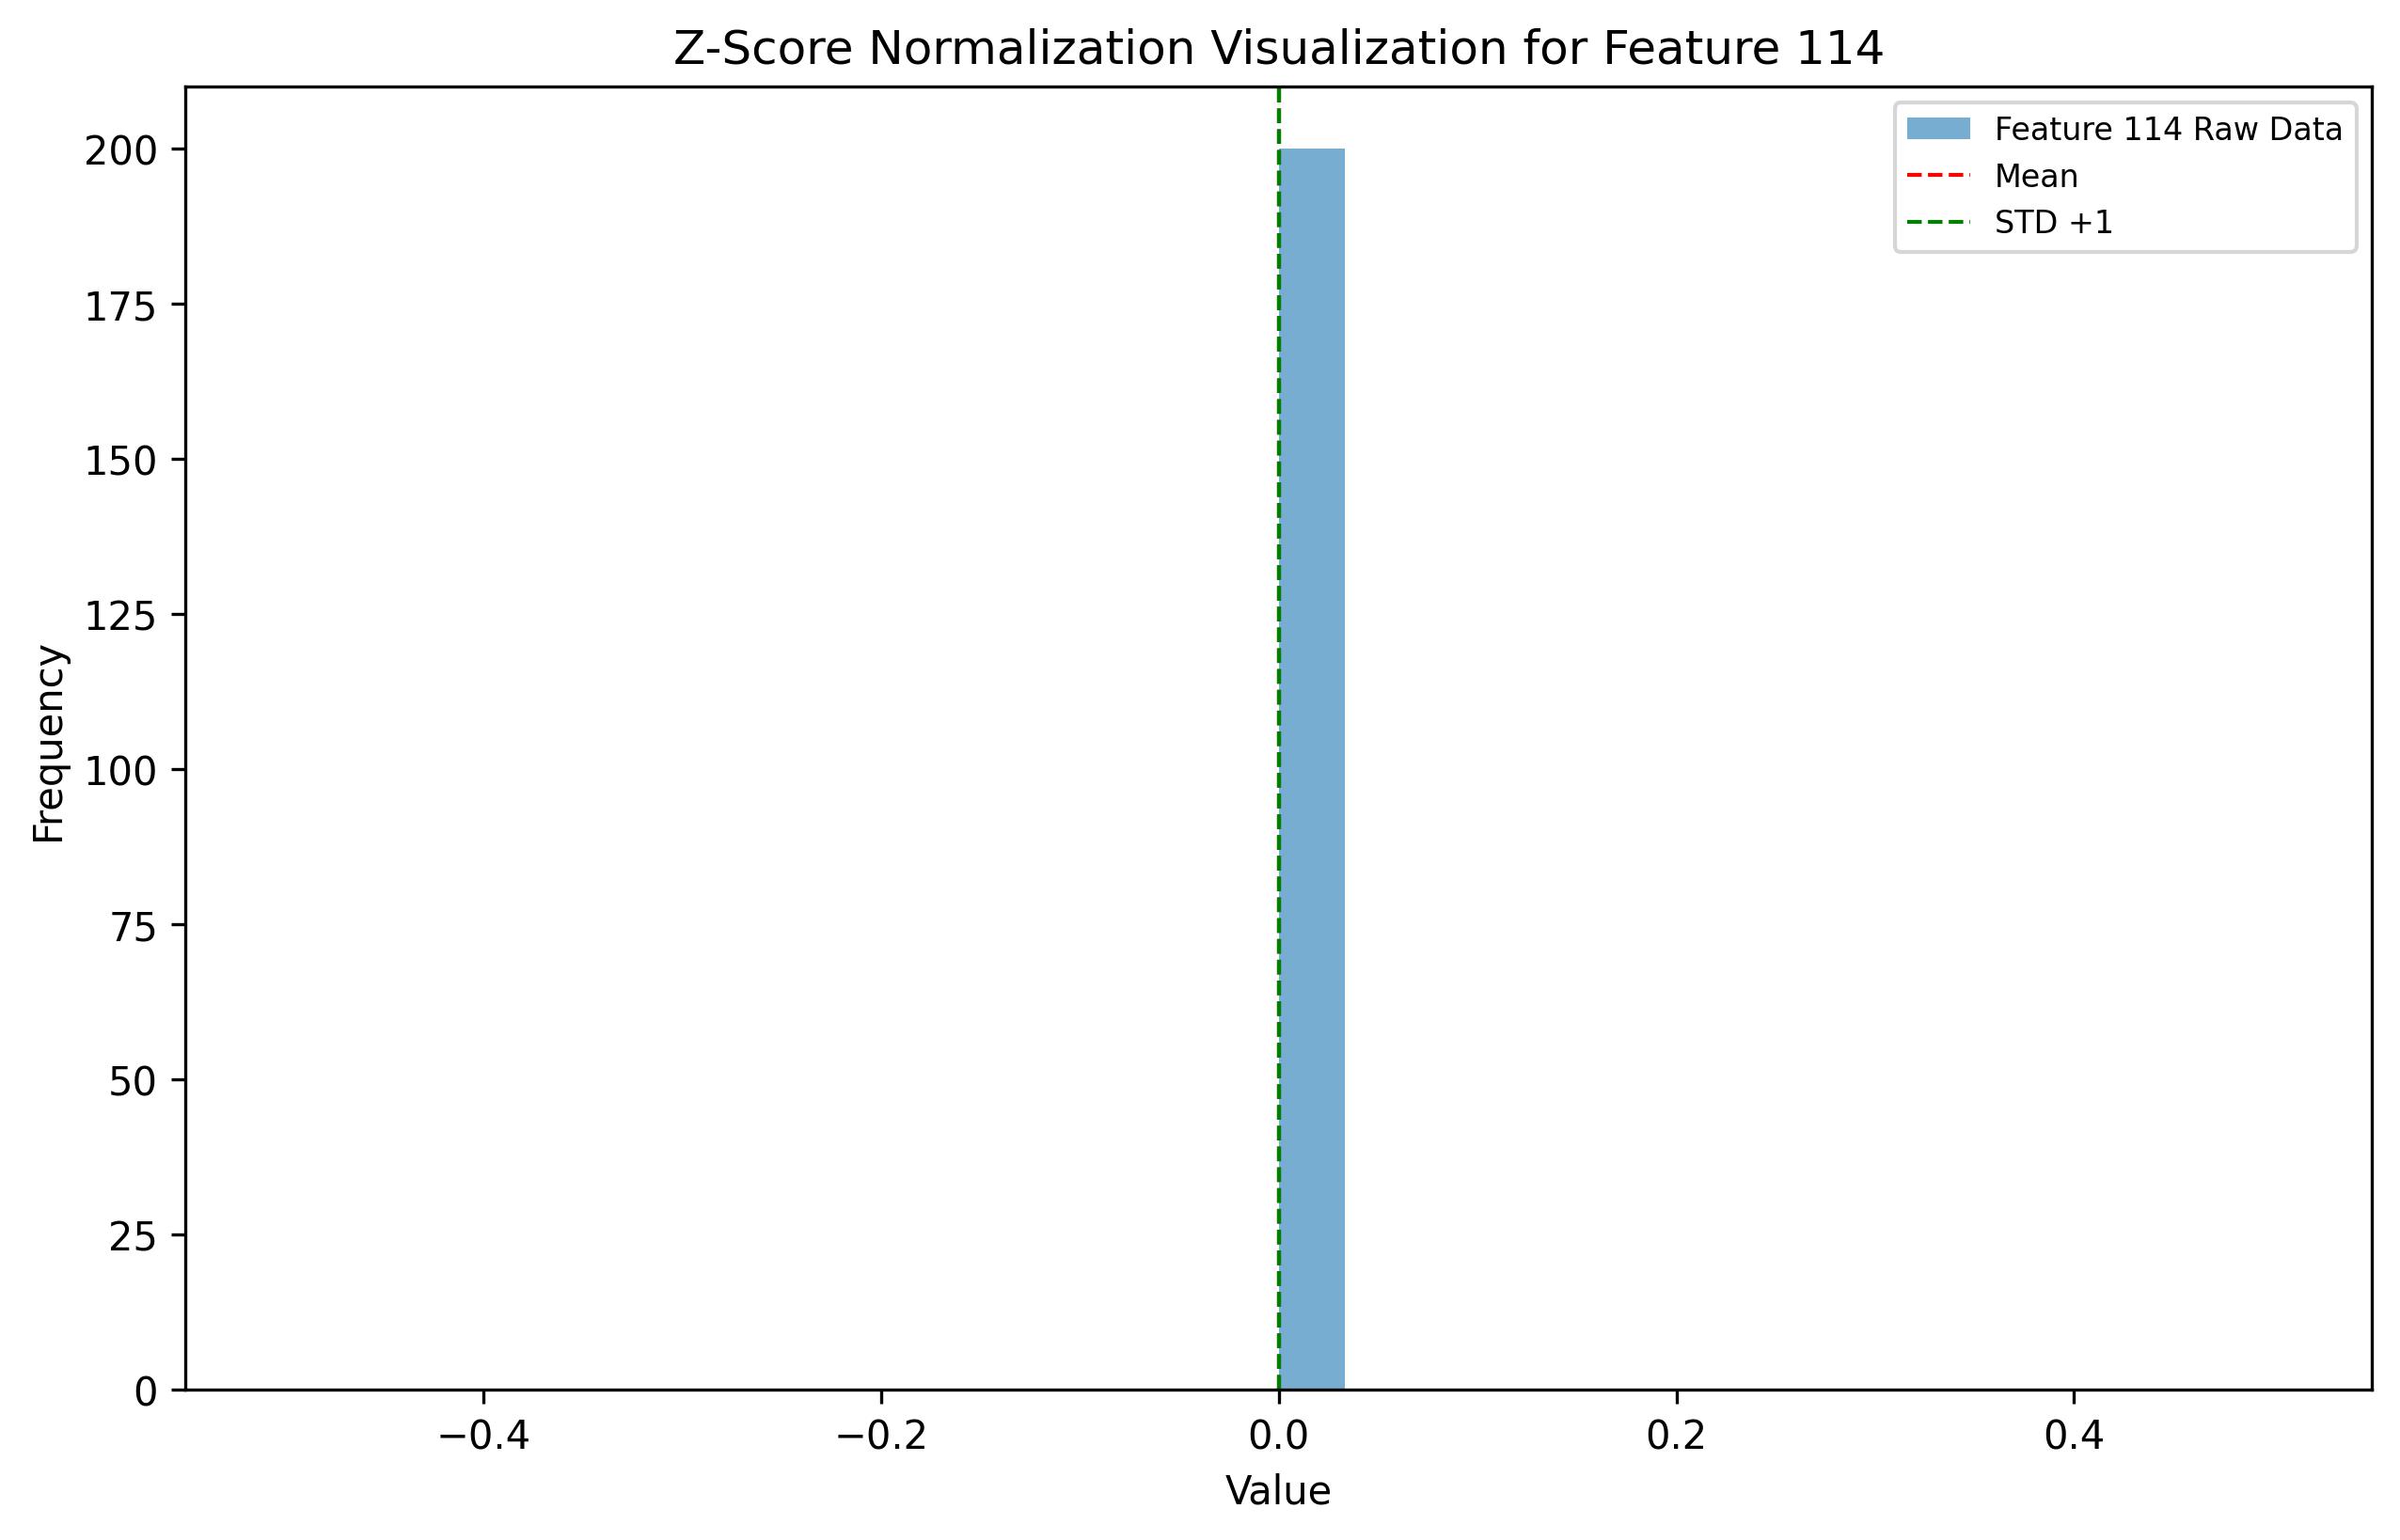 Z-Score Normalization Visualization for Feature 114
Feature 114 Raw Data
Mean
STD +1
Frequency
200
175
150
125
100
75
50
25
0
−0.4 −0.2 0.0 0.2 0.4
Value